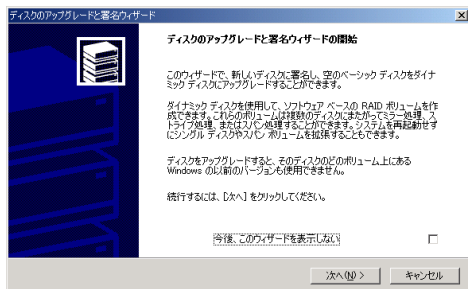 ディスクのアップグレードと署名ウィザード
ディスクのアップグレードと署名ウィザードの開始
このウィザードで、新しいディスクに署名し、空のベーシック ディスクをダイナ
ミック ディスクにアップグレードすることができます。
ダイナミック ディスクを使用して、ソフトウェア ベースの RAID ボリュームを作
成できます。これらのボリュームは複数のディスクにまたがってミラー処理、ス
トライプ処理、またはスパン処理することができます。システムを再起動せず
にシングル ディスクやスパン ボリュームを拡張することもできます。
ディスクをアップグレードすると、そのディスクのどのボリューム上にある
Windows の以前のバージョンも使用できません。
続行するには、[次へ] をクリックしてください。
今後、このウィザードを表示しない
次へ(N) >
キャンセル